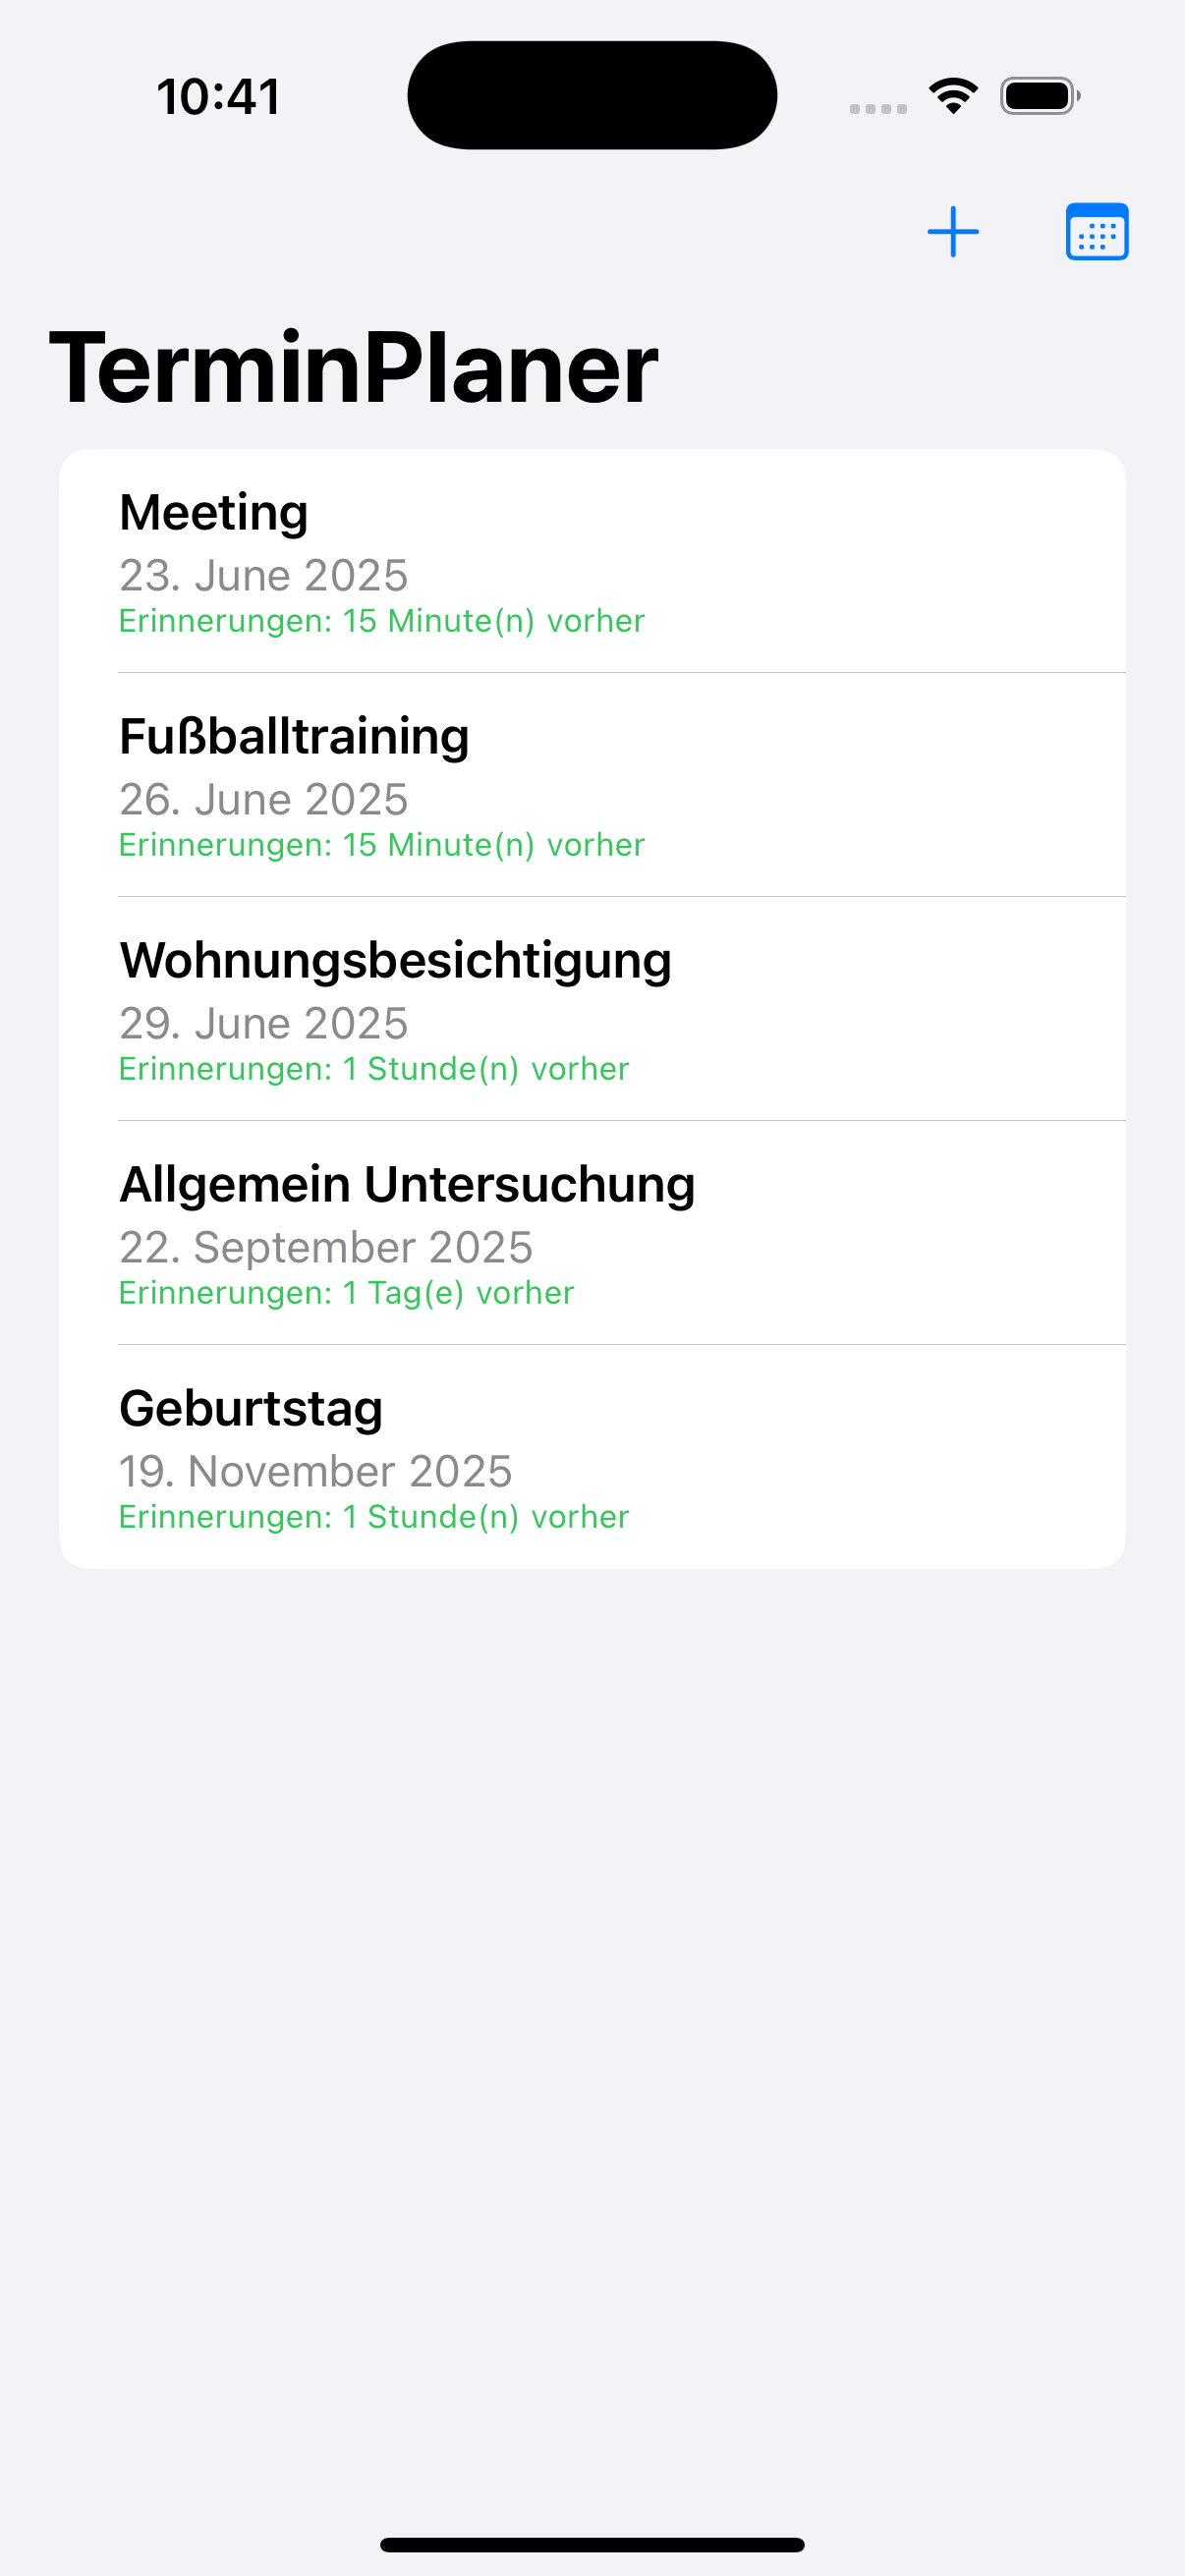 10:41
TerminPlaner
Meeting
23. June 2025
Erinnerungen: 15 Minute(n) vorher
Fußballtraining
26. June 2025
Erinnerungen: 15 Minute(n) vorher
Wohnungsbesichtigung
29. June 2025
Erinnerungen: 1 Stunde(n) vorher
Allgemein Untersuchung
22. September 2025
Erinnerungen: 1 Tag(e) vorher
Geburtstag
19. November 2025
Erinnerungen: 1 Stunde(n) vorher